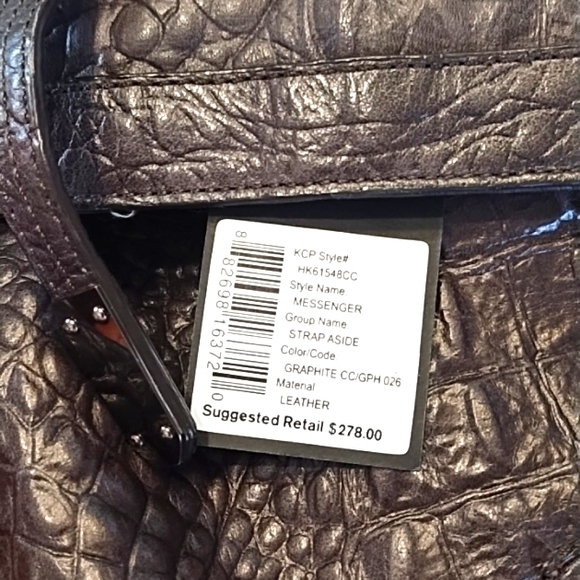 KCP Style#
HK61548CC
Style Name
MESSENGER
Group Name
STRAP ASIDE
Color/Code
GRAPHITE CC/GPH 026
Material
LEATHER
Suggested Retail $278.00
8 82698 16372 0